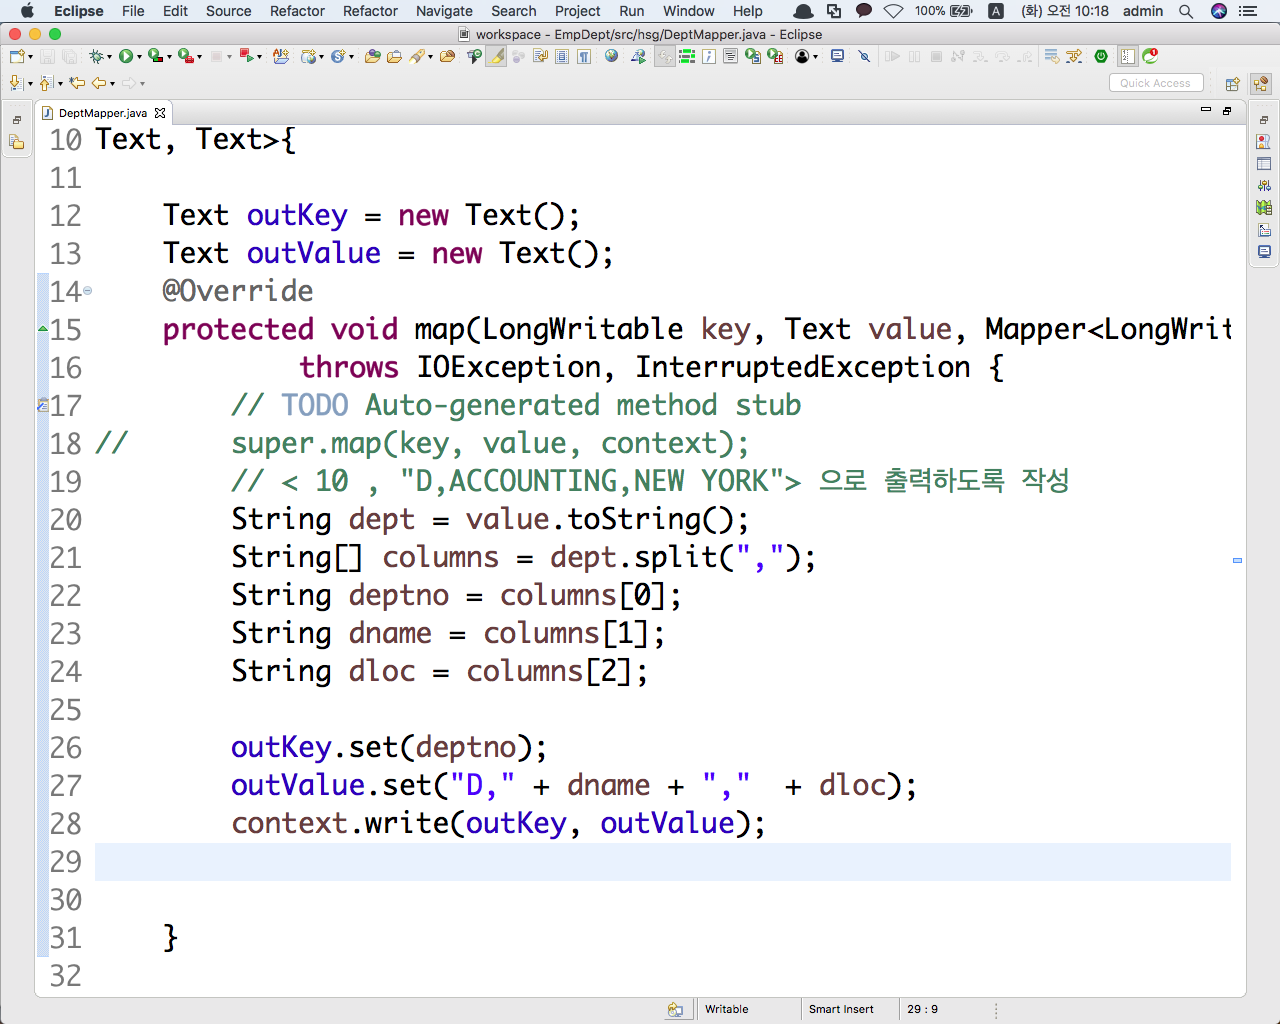 Eclipse File Edit Source Refactor Refactor Navigate Search Project Run Window Help 100% A (화) 오전 10:18 admin
workspace - EmpDept/src/hsg/DeptMapper.java - Eclipse
Quick Access
DeptMapper.java
10 Text, Text>{
11
12 Text outKey = new Text();
13 Text outValue = new Text();
14 @Override
15 protected void map(LongWritable key, Text value, Mapper<LongWrit
16 throws IOException, InterruptedException {
17 // TODO Auto-generated method stub
18 // super.map(key, value, context);
19 // < 10 , "D,ACCOUNTING,NEW YORK"> 으로 출력하도록 작성
20 String dept = value.toString();
21 String[] columns = dept.split(",");
22 String deptno = columns[0];
23 String dname = columns[1];
24 String dloc = columns[2];
25
26 outKey.set(deptno);
27 outValue.set("D," + dname + "," + dloc);
28 context.write(outKey, outValue);
29
30
31 }
32
Writable Smart Insert 29 : 9